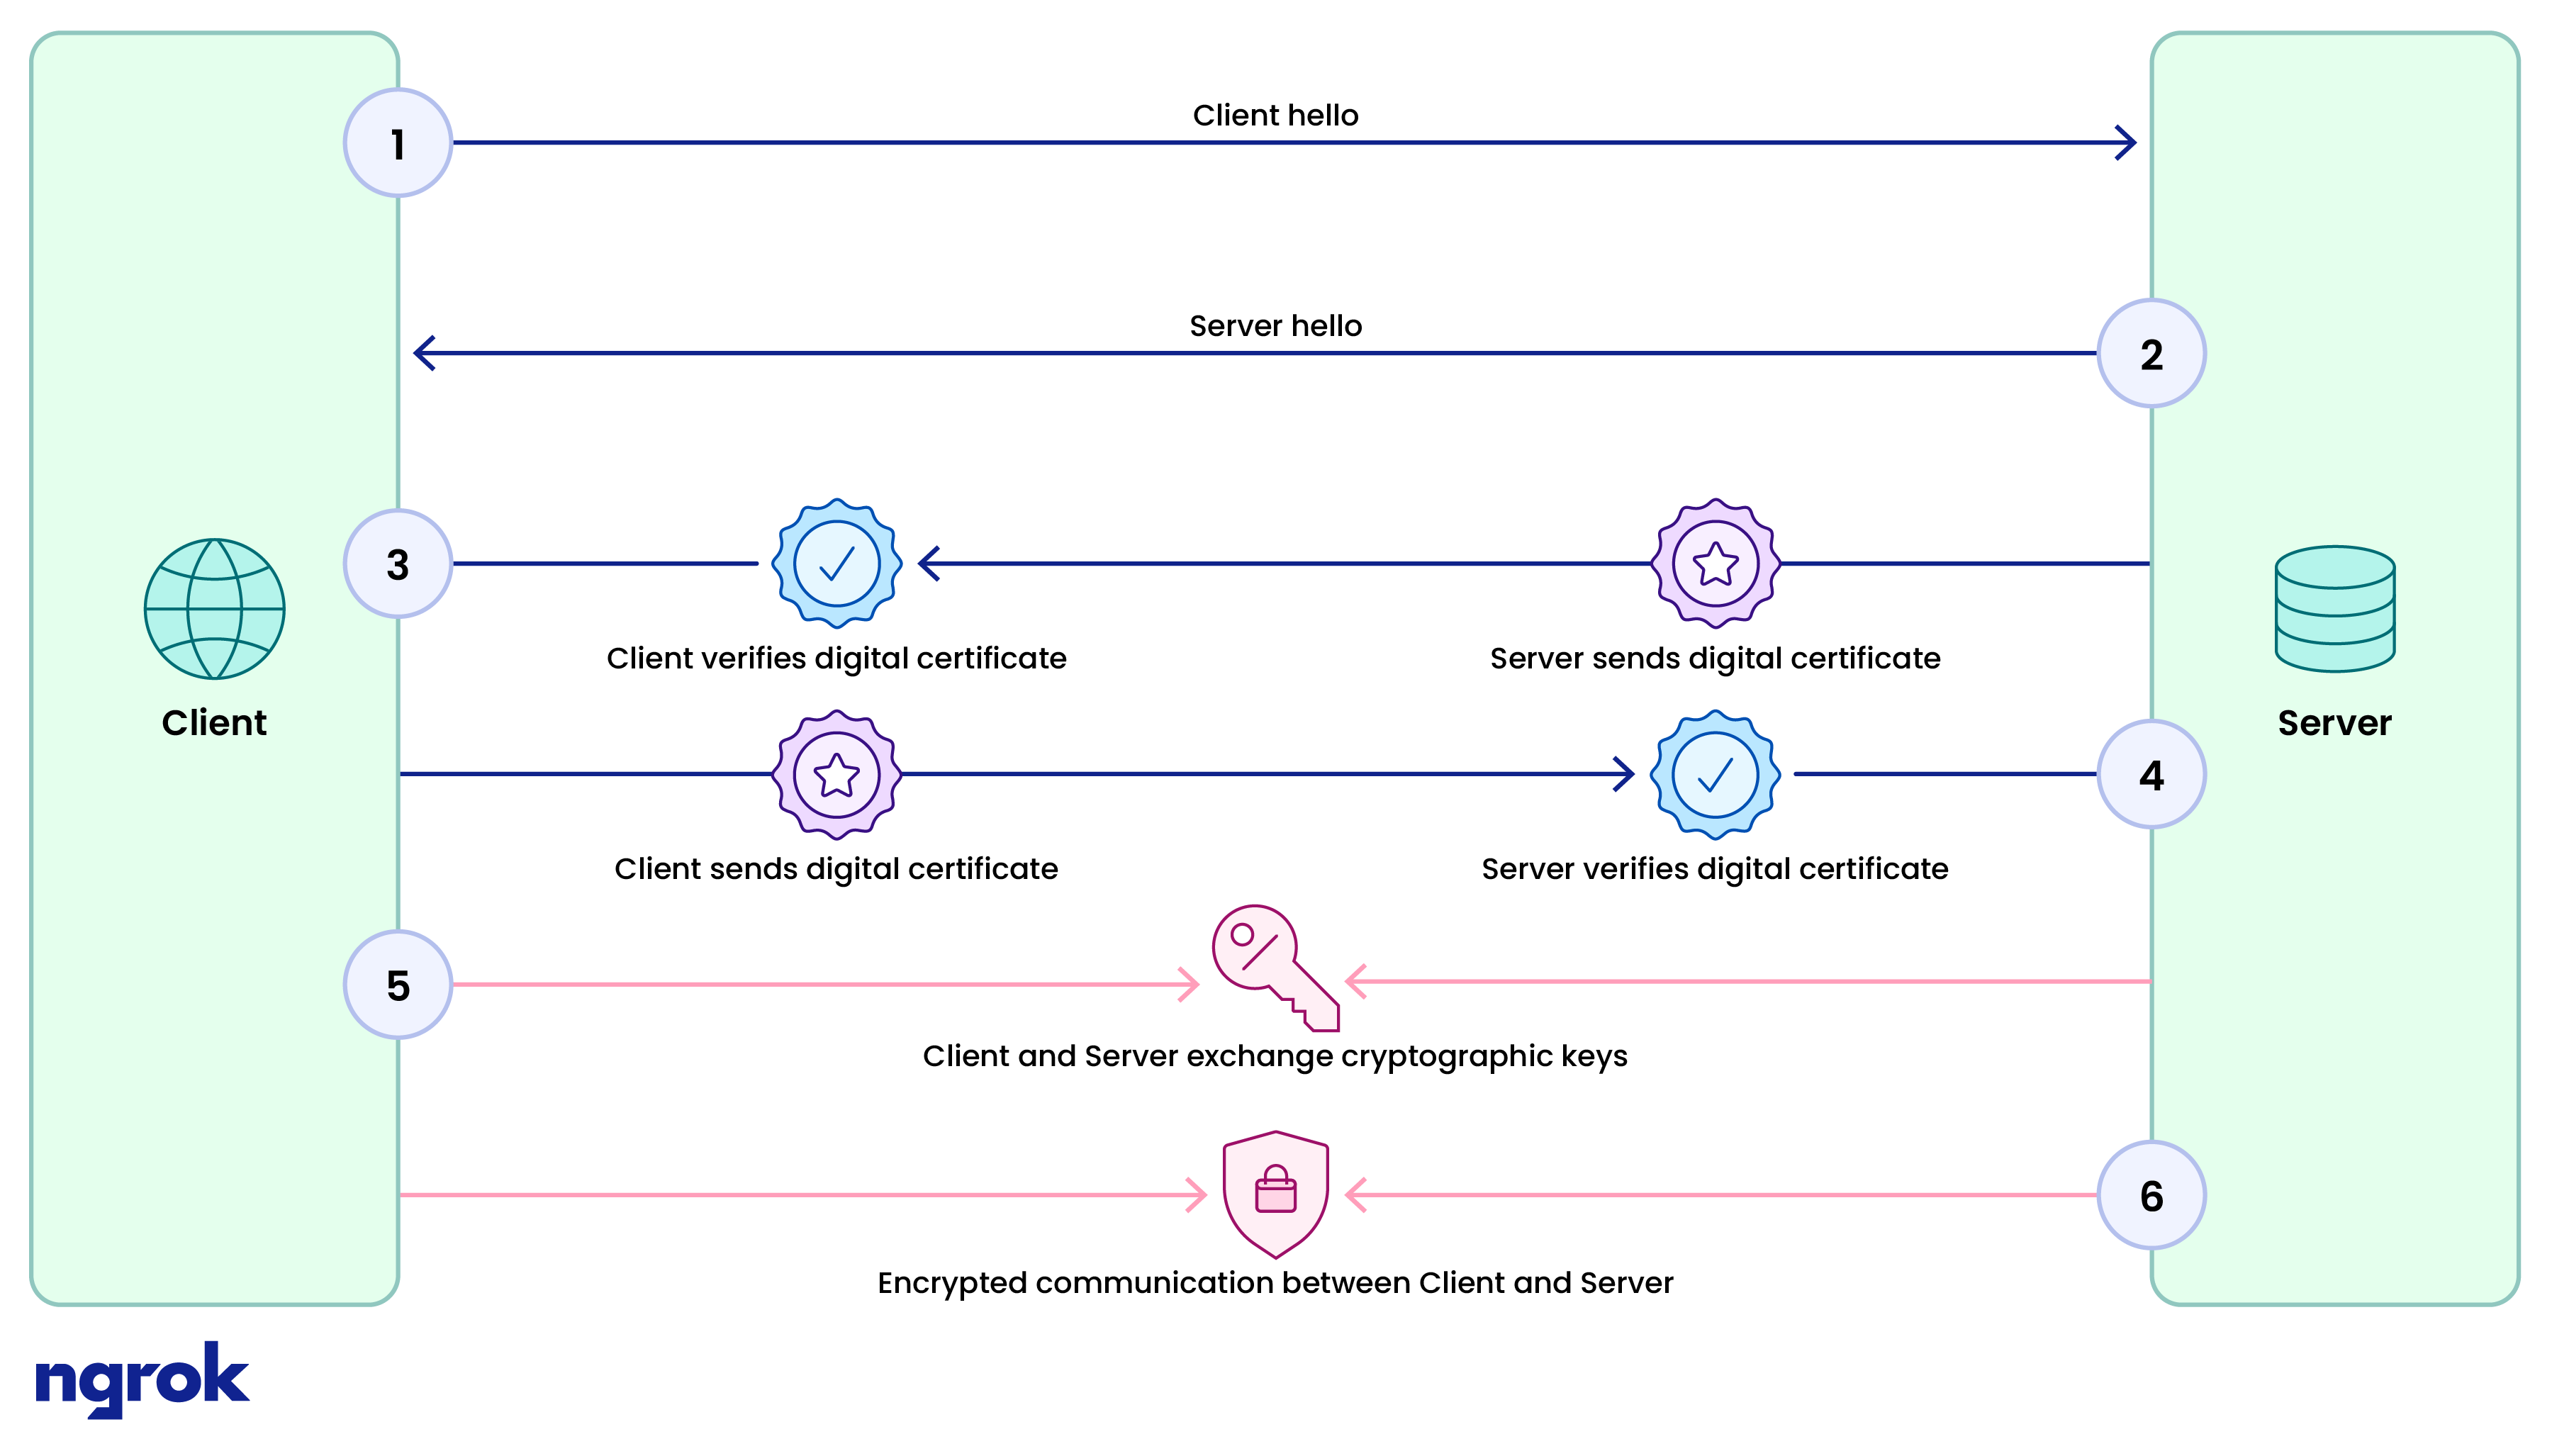 1
Client hello
Server hello
2
3
Client verifies digital certificate
Server sends digital certificate
Client
Server
4
Client sends digital certificate
Server verifies digital certificate
5
Client and Server exchange cryptographic keys
6
Encrypted communication between Client and Server
ngrok